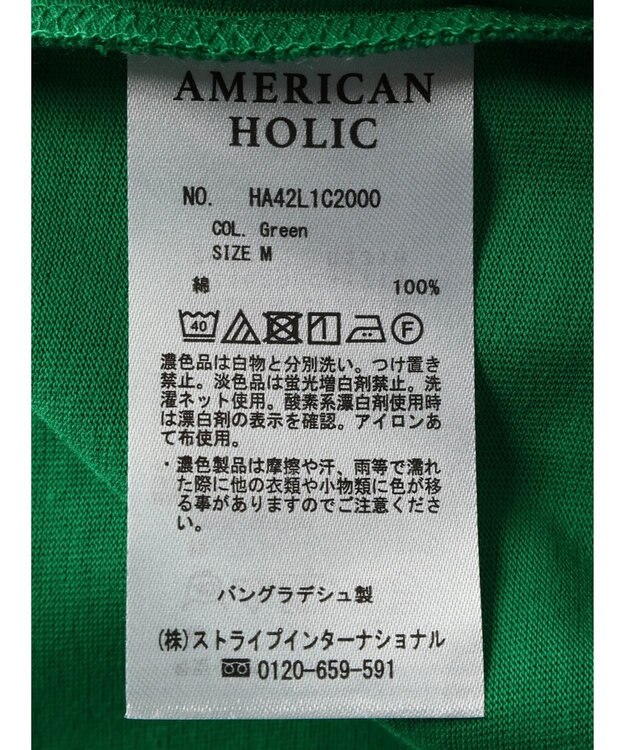 AMERICAN
HOLIC
NO. HA42L1C2000
COL. Green
SIZE M
綿 100%
40 F
濃色品は白物と分別洗い。つけ置き
禁止。淡色品は蛍光増白剤禁止。洗
濯ネット使用。酸素系漂白剤使用時
は漂白剤の表示を確認。アイロンあ
て布使用。
・濃色製品は摩擦や汗、雨等で濡れ
た際に他の衣類や小物類に色が移
る事がありますのでご注意くださ
い。
バングラデシュ製
(株)ストライプインターナショナル
0120-659-591